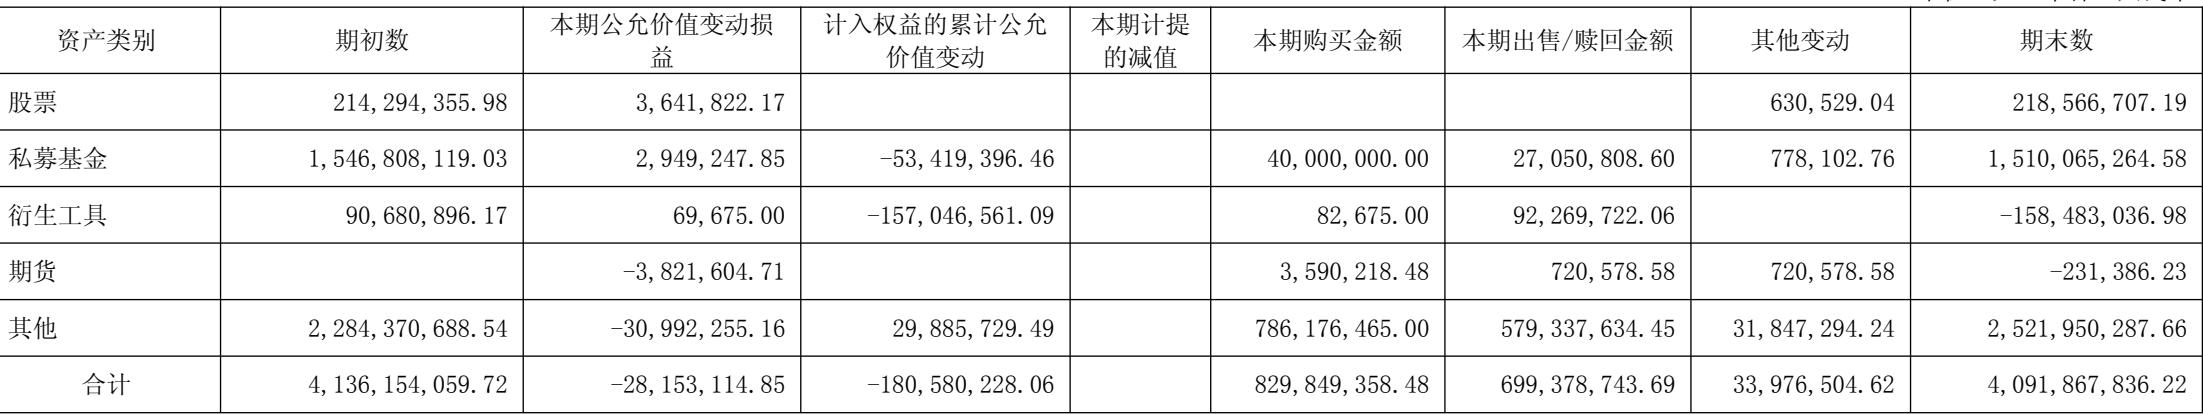 资产类别 期初数 本期公允价值变动损益 计入权益的累计公允价值变动 本期计提的减值 本期购买金额 本期出售/赎回金额 其他变动 期末数
股票 214,294,355.98 3,641,822.17 630,529.04 218,566,707.19
私募基金 1,546,808,119.03 2,949,247.85 -53,419,396.46 40,000,000.00 27,050,808.60 778,102.76 1,510,065,264.58
衍生工具 90,680,896.17 69,675.00 -157,046,561.09 82,675.00 92,269,722.06 -158,483,036.98
期货 -3,821,604.71 3,590,218.48 720,578.58 720,578.58 -231,386.23
其他 2,284,370,688.54 -30,992,255.16 29,885,729.49 786,176,465.00 579,337,634.45 31,847,294.24 2,521,950,287.66
合计 4,136,154,059.72 -28,153,114.85 -180,580,228.06 829,849,358.48 699,378,743.69 33,976,504.62 4,091,867,836.22